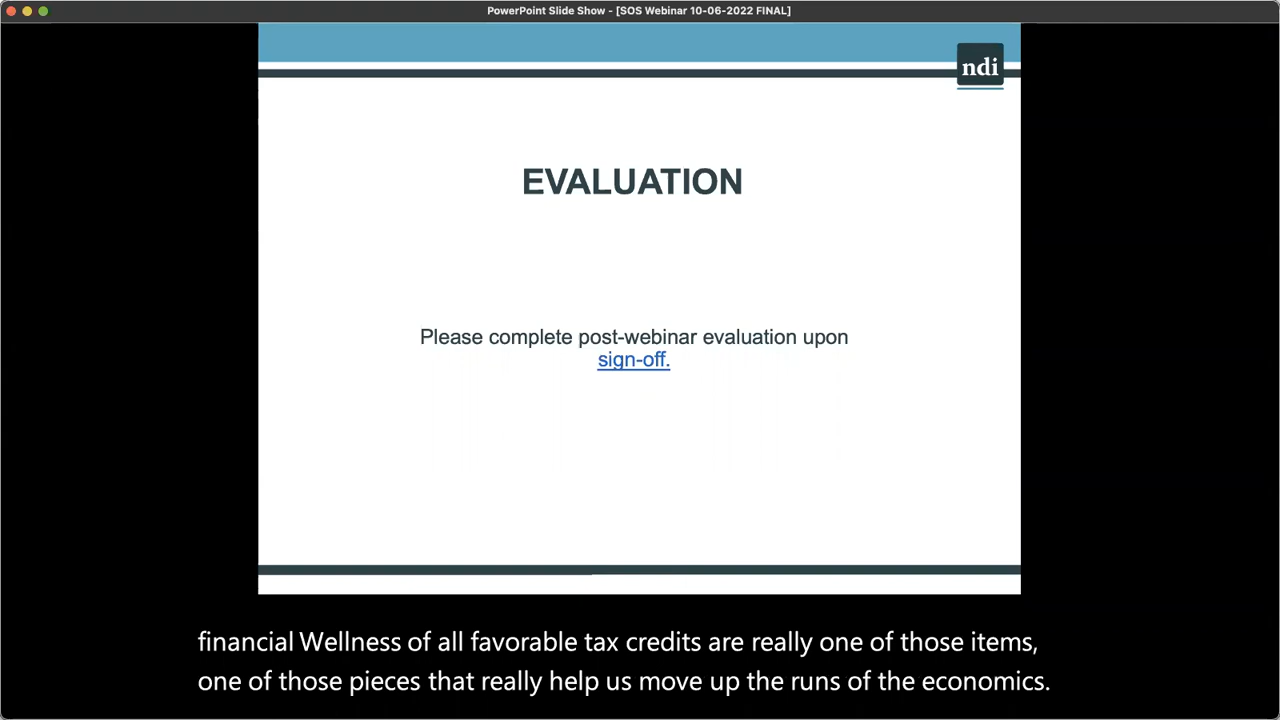 PowerPoint Slide Show - [SOS Webinar 10-06-2022 FINAL]
ndi
EVALUATION
Please complete post-webinar evaluation upon
sign-off.
financial Wellness of all favorable tax credits are really one of those items,
one of those pieces that really help us move up the runs of the economics.